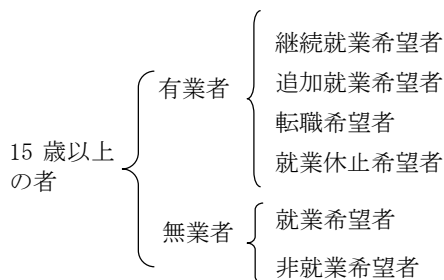 15 歳以上
の者
有業者
継続就業希望者
追加就業希望者
転職希望者
就業休止希望者
無業者
就業希望者
非就業希望者